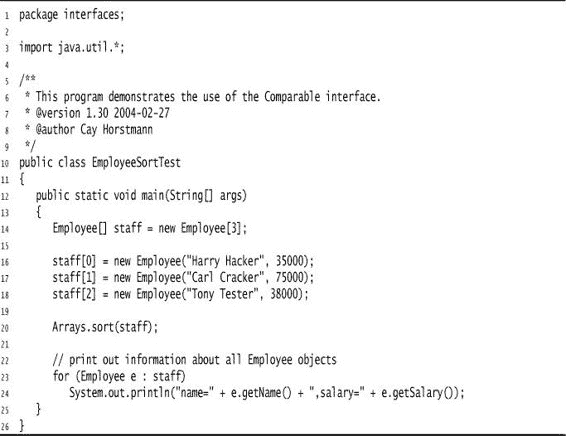 1 package interfaces;
2
3 import java.util.*;
4
5 /**
6  * This program demonstrates the use of the Comparable interface.
7  * @version 1.30 2004-02-27
8  * @author Cay Horstmann
9  */
10 public class EmployeeSortTest
11 {
12    public static void main(String[] args)
13    {
14       Employee[] staff = new Employee[3];
15
16       staff[0] = new Employee("Harry Hacker", 35000);
17       staff[1] = new Employee("Carl Cracker", 75000);
18       staff[2] = new Employee("Tony Tester", 38000);
19
20       Arrays.sort(staff);
21
22       // print out information about all Employee objects
23       for (Employee e : staff)
24          System.out.println("name=" + e.getName() + ",salary=" + e.getSalary());
25    }
26 }